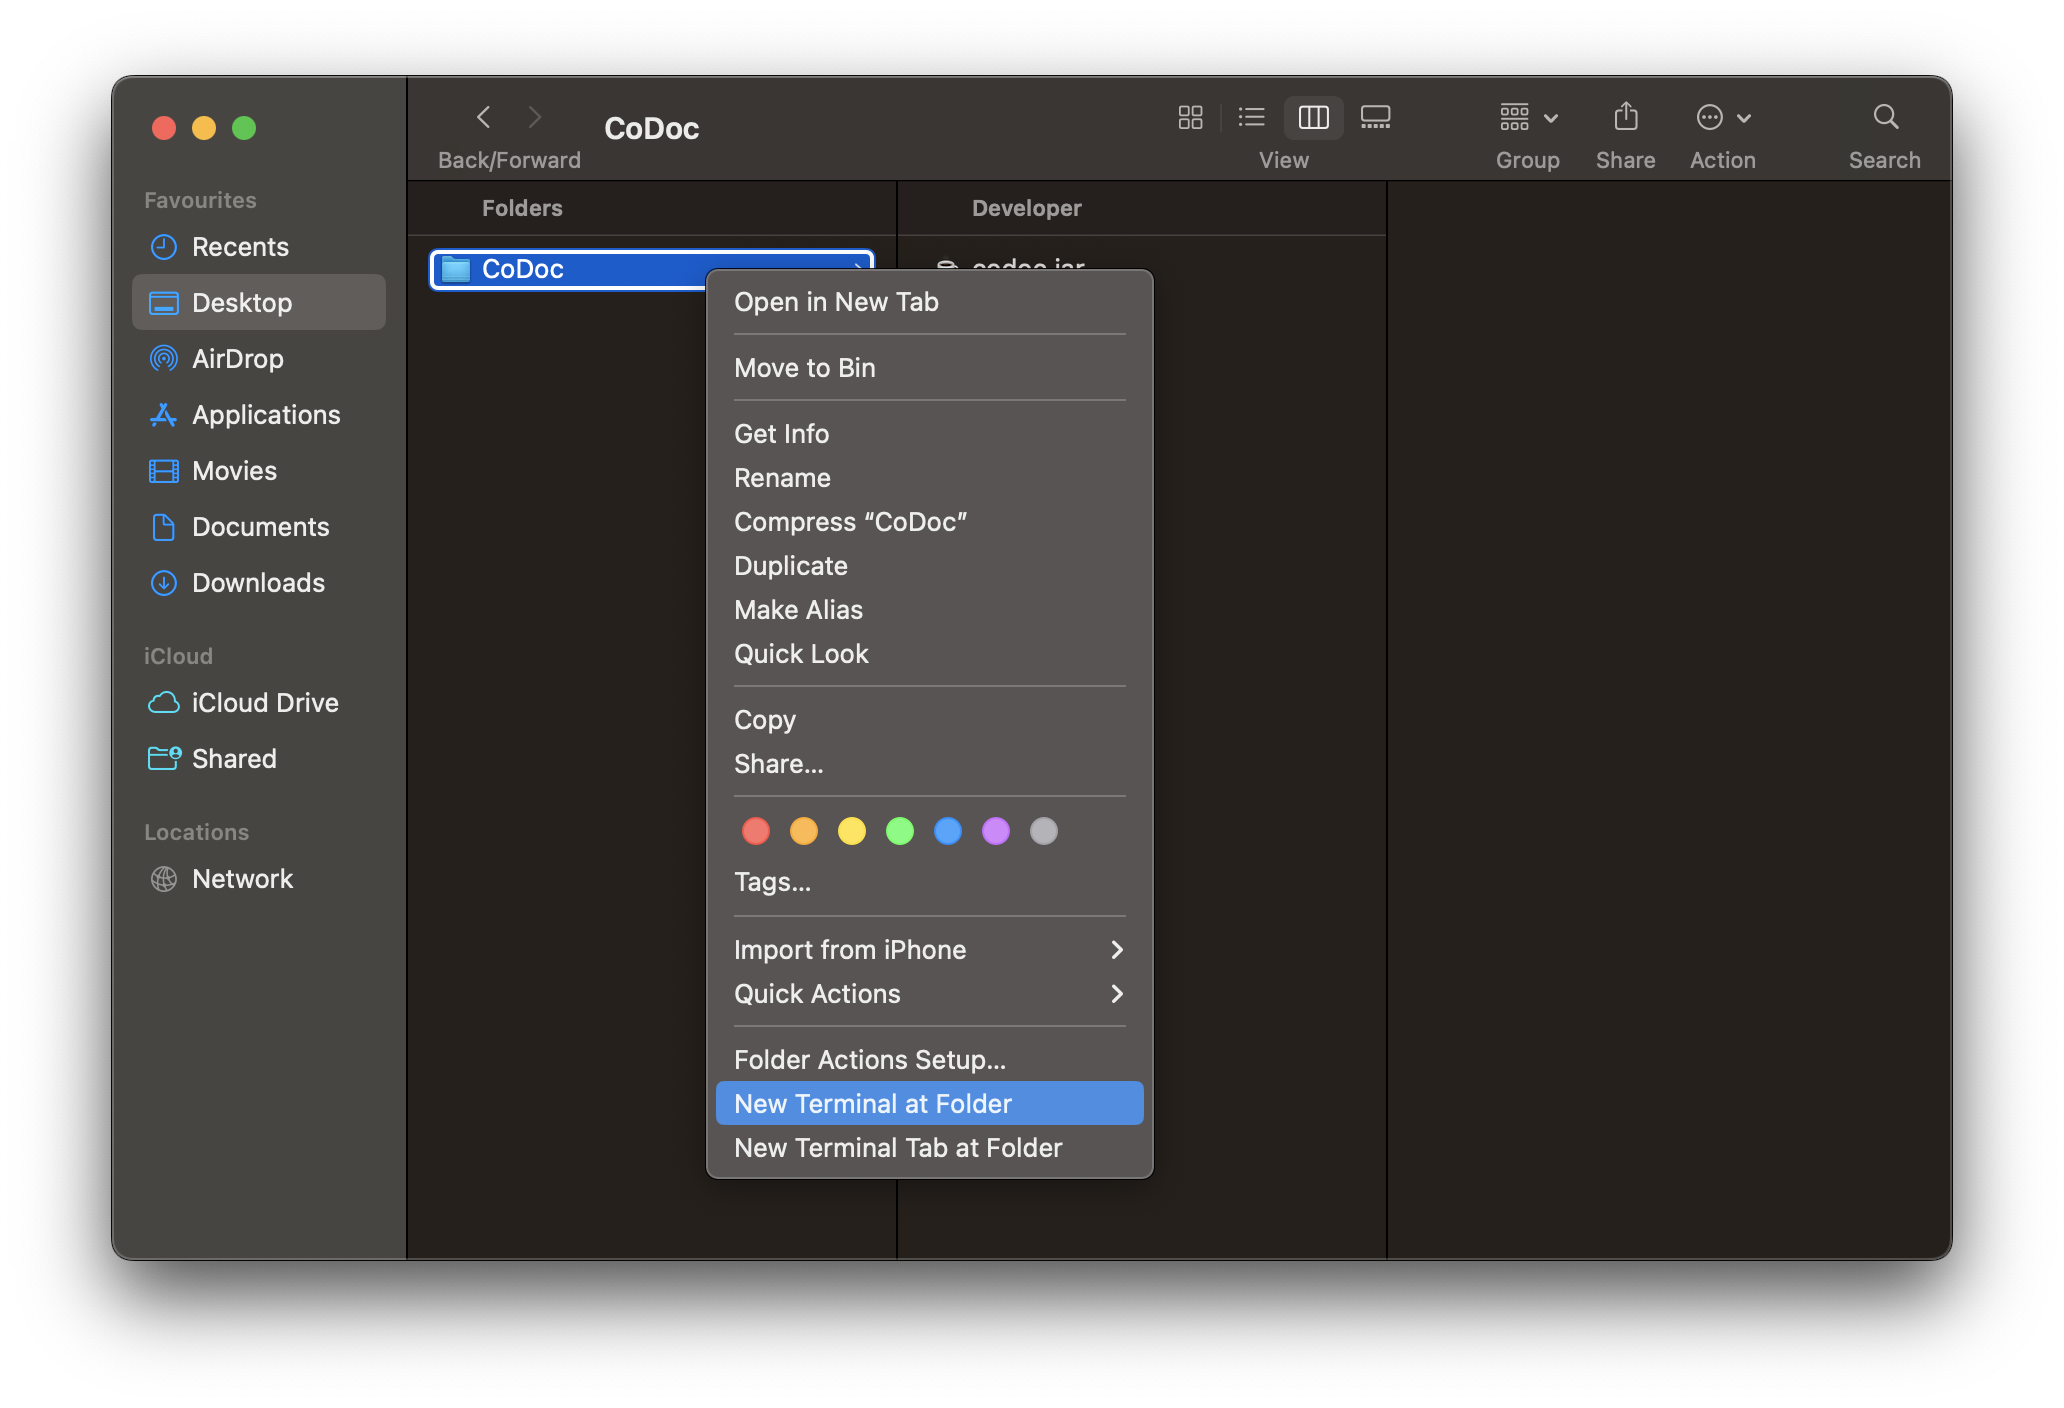 CoDoc
Back/Forward
View
Group
Share
Action
Search
Favourites
Recents
Desktop
AirDrop
Applications
Movies
Documents
Downloads
iCloud
iCloud Drive
Shared
Locations
Network
Folders
CoDoc
Developer
codoc.jar
Open in New Tab
Move to Bin
Get Info
Rename
Compress “CoDoc”
Duplicate
Make Alias
Quick Look
Copy
Share...
Tags...
Import from iPhone
Quick Actions
Folder Actions Setup...
New Terminal at Folder
New Terminal Tab at Folder